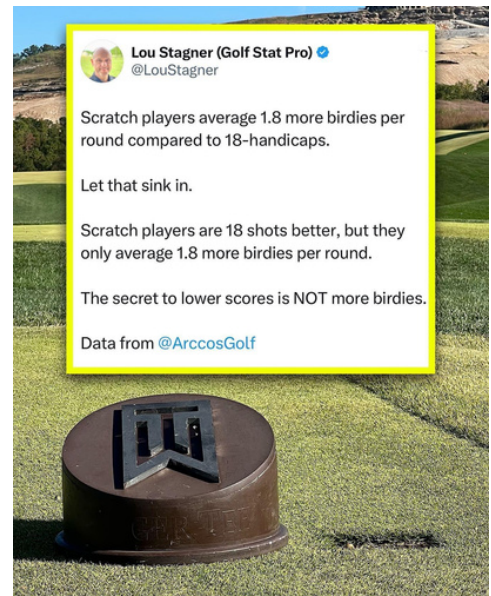 Lou Stagner (Golf Stat Pro)
@LouStagner
Scratch players average 1.8 more birdies per
round compared to 18-handicaps.
Let that sink in.
Scratch players are 18 shots better, but they
only average 1.8 more birdies per round.
The secret to lower scores is NOT more birdies.
Data from @ArccosGolf